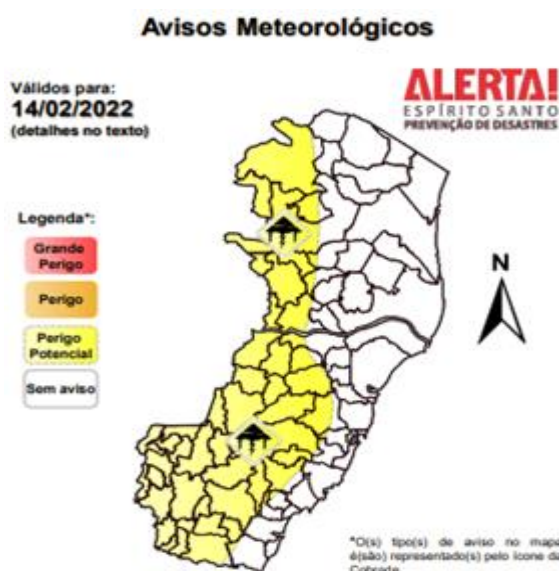 Avisos Meteorológicos
Válidos para:
14/02/2022
(detalhes no texto)
ALERTA!
ESPÍRITO SANTO
PREVENÇÃO DE DESASTRES
Legenda*:
Grande
Perigo
Perigo
Perigo
Potencial
Sem aviso
N
*O(s) tipo(s) de aviso no mapa
é(são) representado(s) pelo ícone da
Cobrade